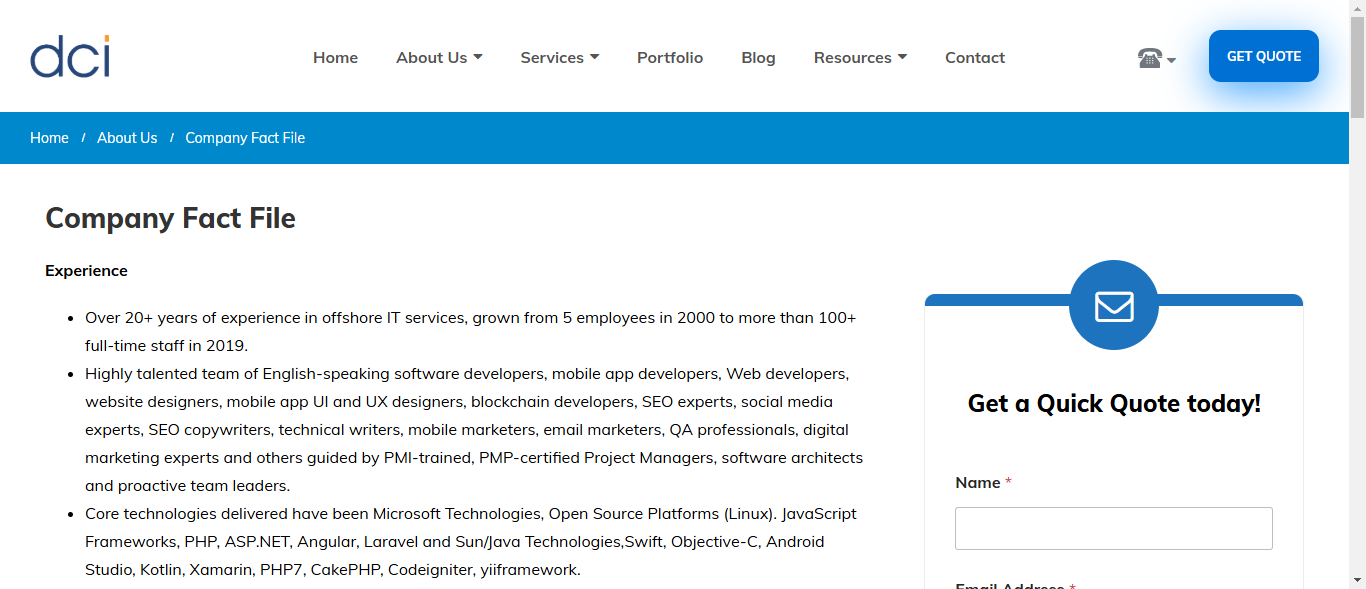 dci
Home About Us Services Portfolio Blog Resources Contact
GET QUOTE
Home / About Us / Company Fact File
Company Fact File
Experience
Over 20+ years of experience in offshore IT services, grown from 5 employees in 2000 to more than 100+
full-time staff in 2019.
Highly talented team of English-speaking software developers, mobile app developers, Web developers,
website designers, mobile app UI and UX designers, blockchain developers, SEO experts, social media
experts, SEO copywriters, technical writers, mobile marketers, email marketers, QA professionals, digital
marketing experts and others guided by PMI-trained, PMP-certified Project Managers, software architects
and proactive team leaders.
Core technologies delivered have been Microsoft Technologies, Open Source Platforms (Linux). JavaScript
Frameworks, PHP, ASP.NET, Angular, Laravel and Sun/Java Technologies,Swift, Objective-C, Android
Studio, Kotlin, Xamarin, PHP7, CakePHP, Codeigniter, yiiframework.
Get a Quick Quote today!
Name *
Email Address *